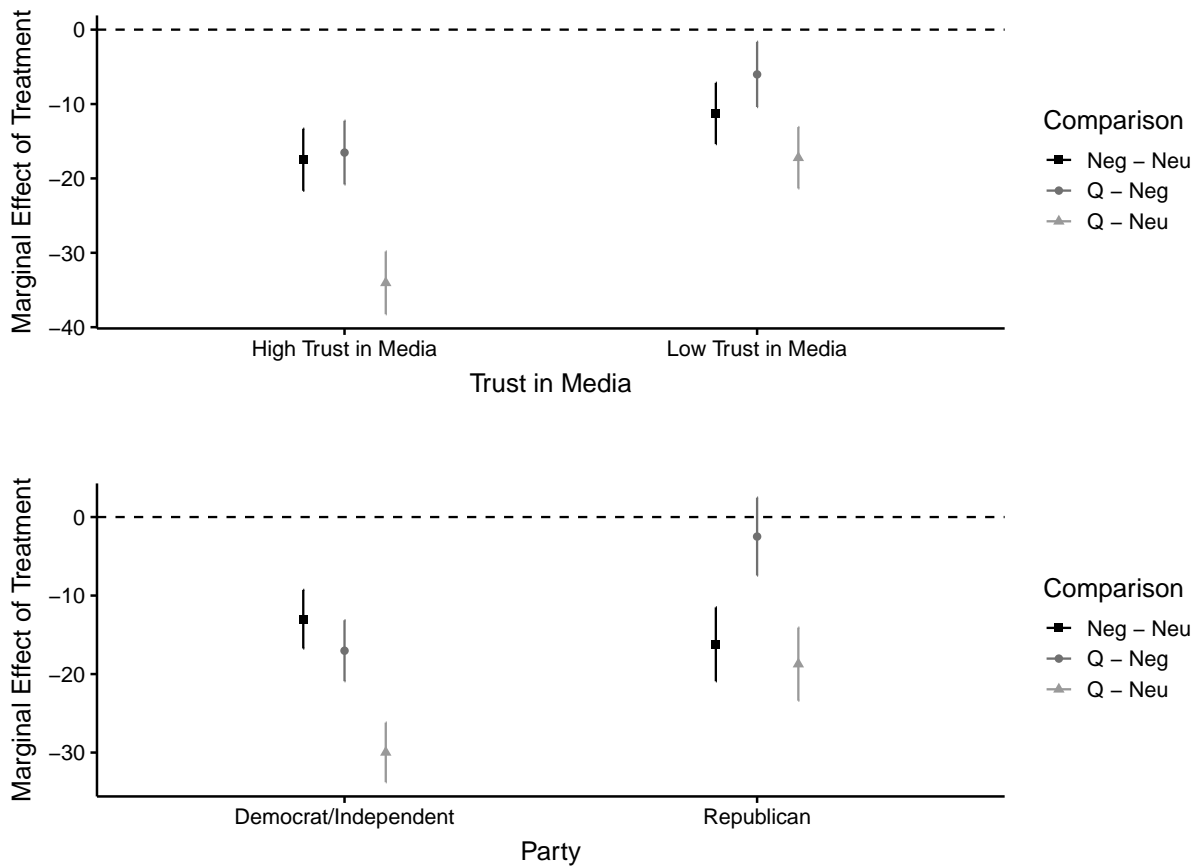 Marginal Effect of Treatment
0
−10
−20
−30
−40
High Trust in Media
Low Trust in Media
Trust in Media
Comparison
Neg − Neu
Q − Neg
Q − Neu
Marginal Effect of Treatment
0
−10
−20
−30
Democrat/Independent
Republican
Party
Comparison
Neg − Neu
Q − Neg
Q − Neu